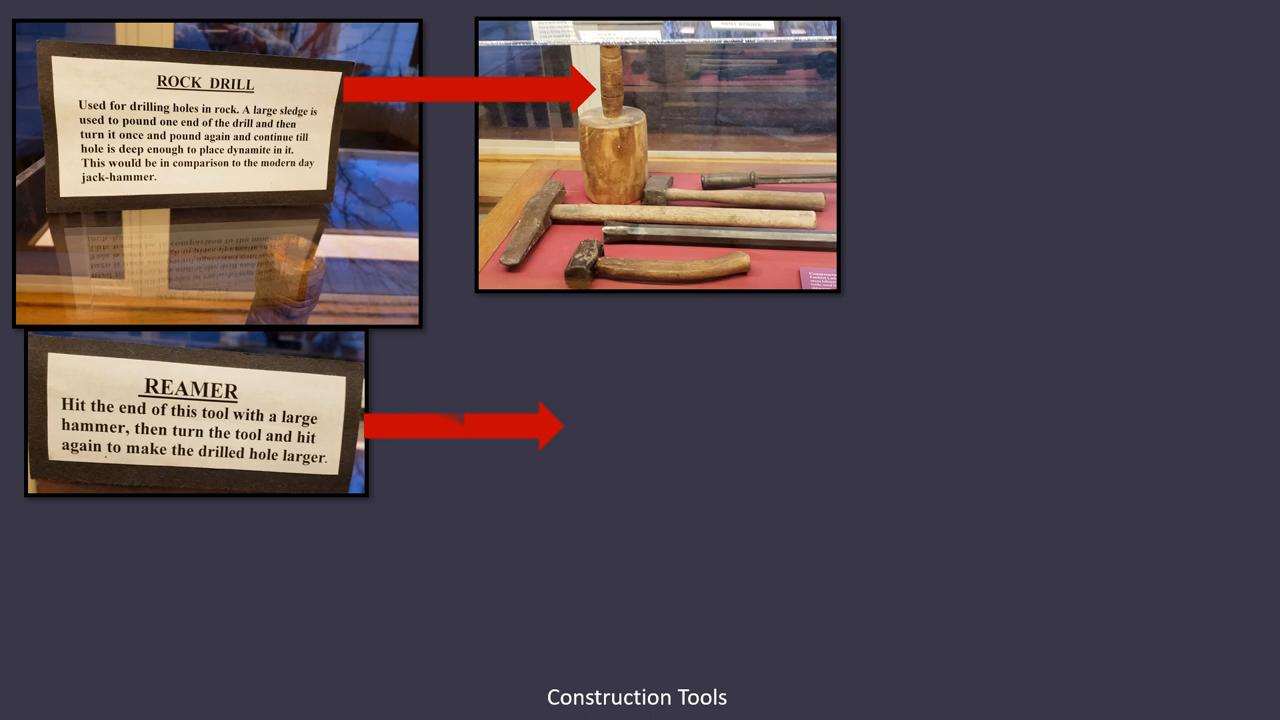 ROCK DRILL
Used for drilling holes in rock. A large sledge is
used to pound one end of the drill and then
turn it once and pound again and continue till
hole is deep enough to place dynamite in it.
This would be in comparison to the modern day
jack-hammer.
REAMER
Hit the end of this tool with a large
hammer, then turn the tool and hit
again to make the drilled hole larger.
Construction Tools